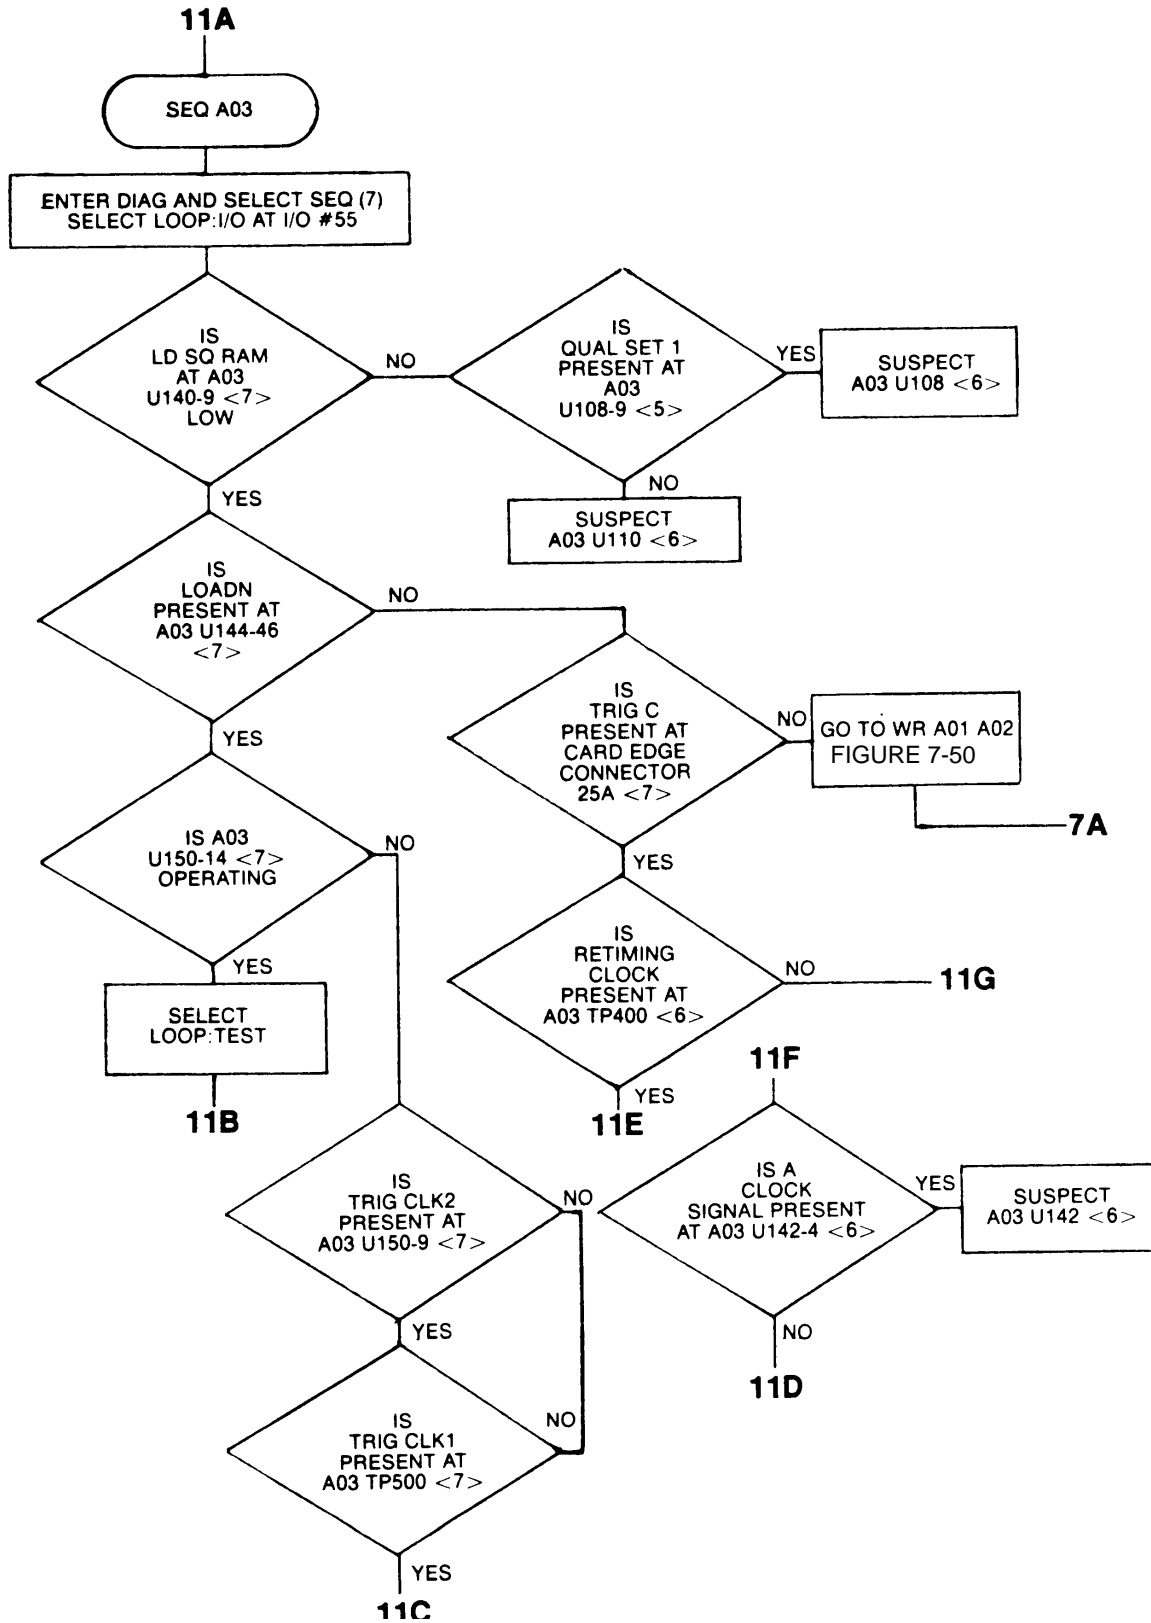 11A
SEQ A03
ENTER DIAG AND SELECT SEQ (7)
SELECT LOOP:I/O AT I/O #55
IS
LD SQ RAM
AT A03
U140-9 <7>
LOW
NO
IS
QUAL SET 1
PRESENT AT
A03
U108-9 <5>
YES
SUSPECT
A03 U108 <6>
NO
SUSPECT
A03 U110 <6>
YES
IS
LOADN
PRESENT AT
A03 U144-46
<7>
NO
IS
TRIG C
PRESENT AT
CARD EDGE
CONNECTOR
25A <7>
NO
GO TO WR A01 A02
FIGURE 7-50
7A
YES
IS A03
U150-14 <7>
OPERATING
NO
YES
IS
RETIMING
CLOCK
PRESENT AT
A03 TP400 <6>
NO
11G
YES
11E
YES
SELECT
LOOP:TEST
11B
11F
IS A
CLOCK
SIGNAL PRESENT
AT A03 U142-4 <6>
YES
SUSPECT
A03 U142 <6>
NO
11D
IS
TRIG CLK2
PRESENT AT
A03 U150-9 <7>
NO
YES
IS
TRIG CLK1
PRESENT AT
A03 TP500 <7>
NO
YES
11C